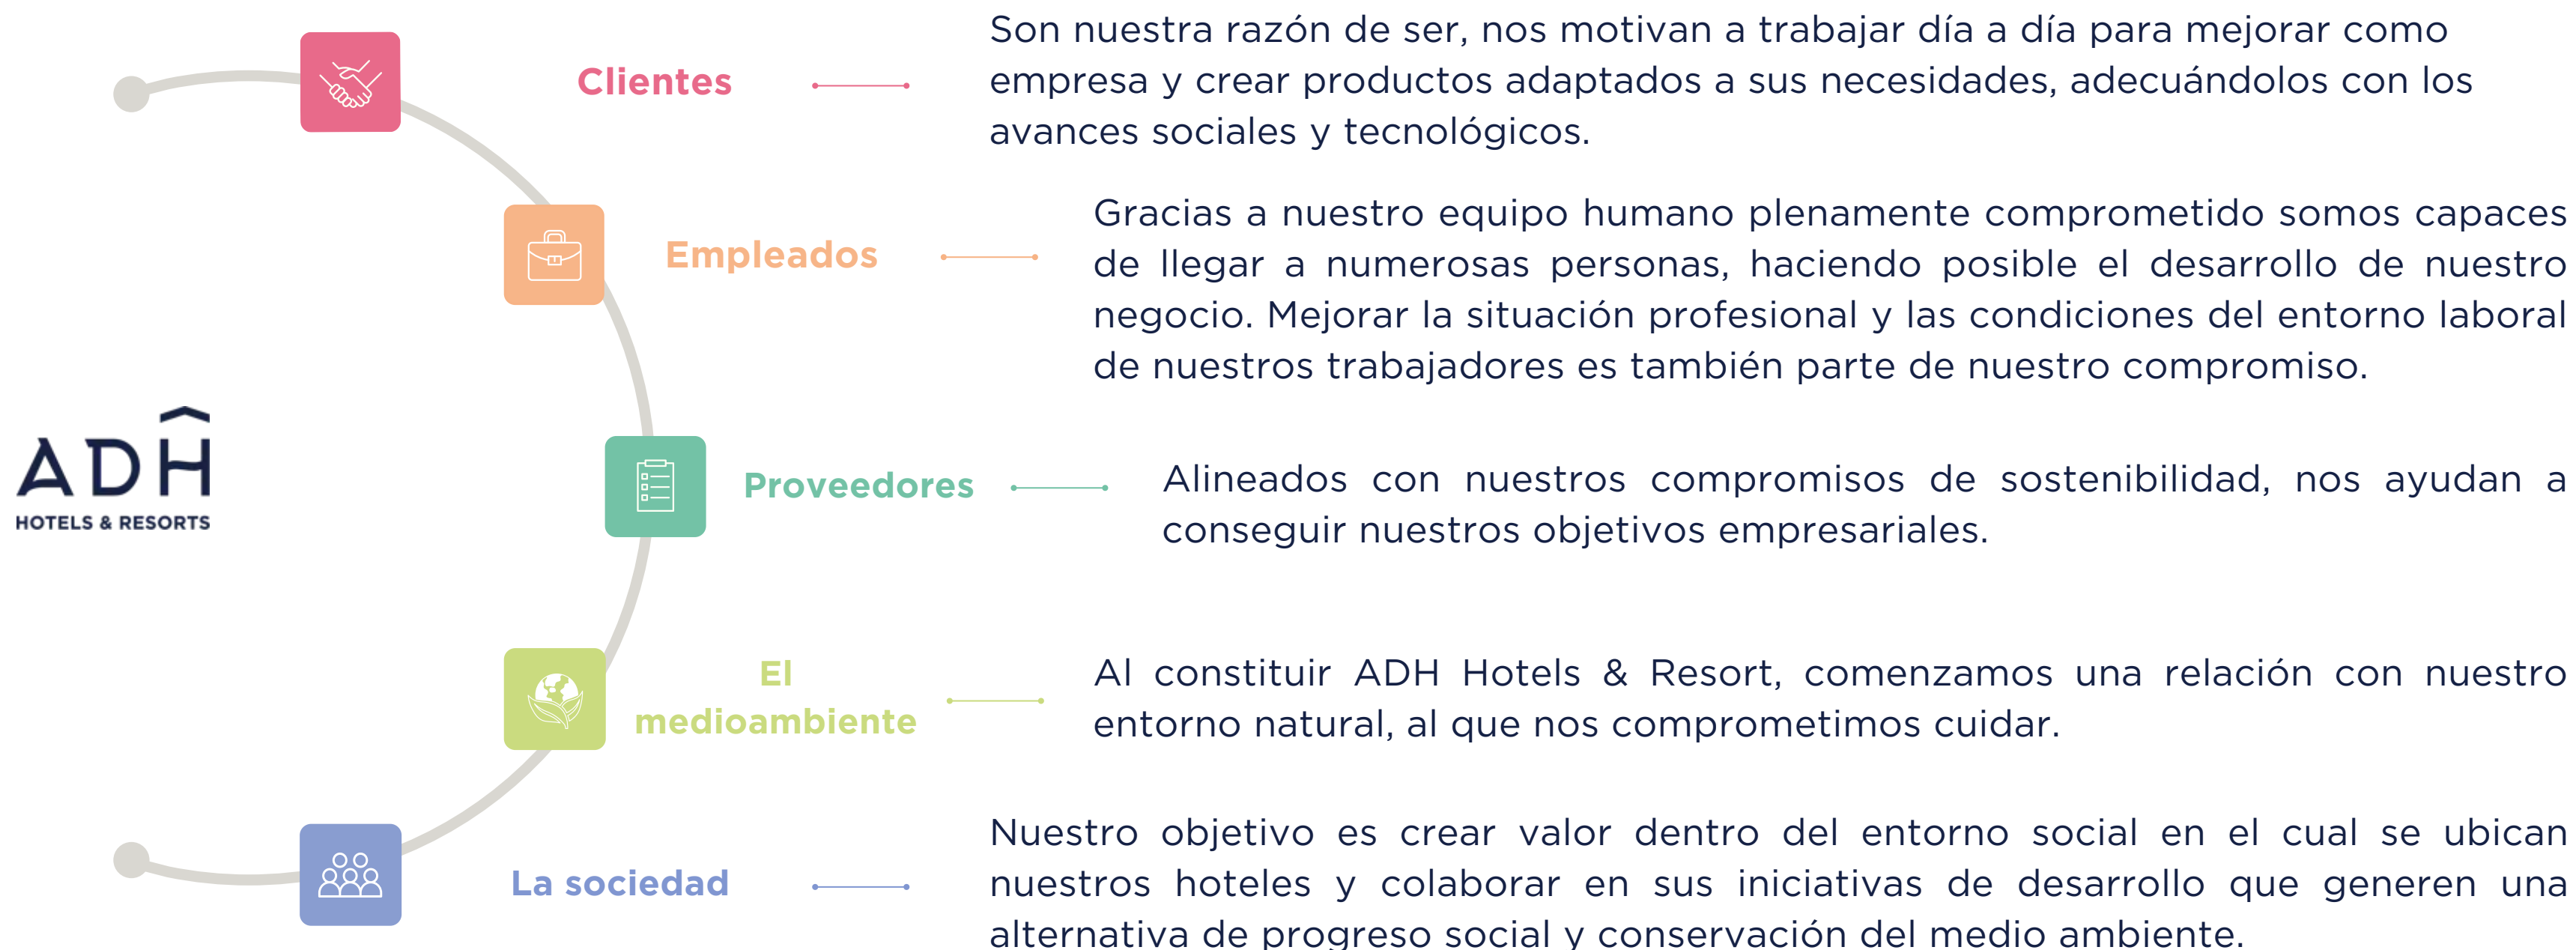 Clientes
Son nuestra razón de ser, nos motivan a trabajar día a día para mejorar como
empresa y crear productos adaptados a sus necesidades, adecuándolos con los
avances sociales y tecnológicos.
Empleados
Gracias a nuestro equipo humano plenamente comprometido somos capaces
de llegar a numerosas personas, haciendo posible el desarrollo de nuestro
negocio. Mejorar la situación profesional y las condiciones del entorno laboral
de nuestros trabajadores es también parte de nuestro compromiso.
ADH
HOTELS & RESORTS
Proveedores
Alineados con nuestros compromisos de sostenibilidad, nos ayudan a
conseguir nuestros objetivos empresariales.
El
medioambiente
Al constituir ADH Hotels & Resort, comenzamos una relación con nuestro
entorno natural, al que nos comprometimos cuidar.
La sociedad
Nuestro objetivo es crear valor dentro del entorno social en el cual se ubican
nuestros hoteles y colaborar en sus iniciativas de desarrollo que generen una
alternativa de progreso social y conservación del medio ambiente.